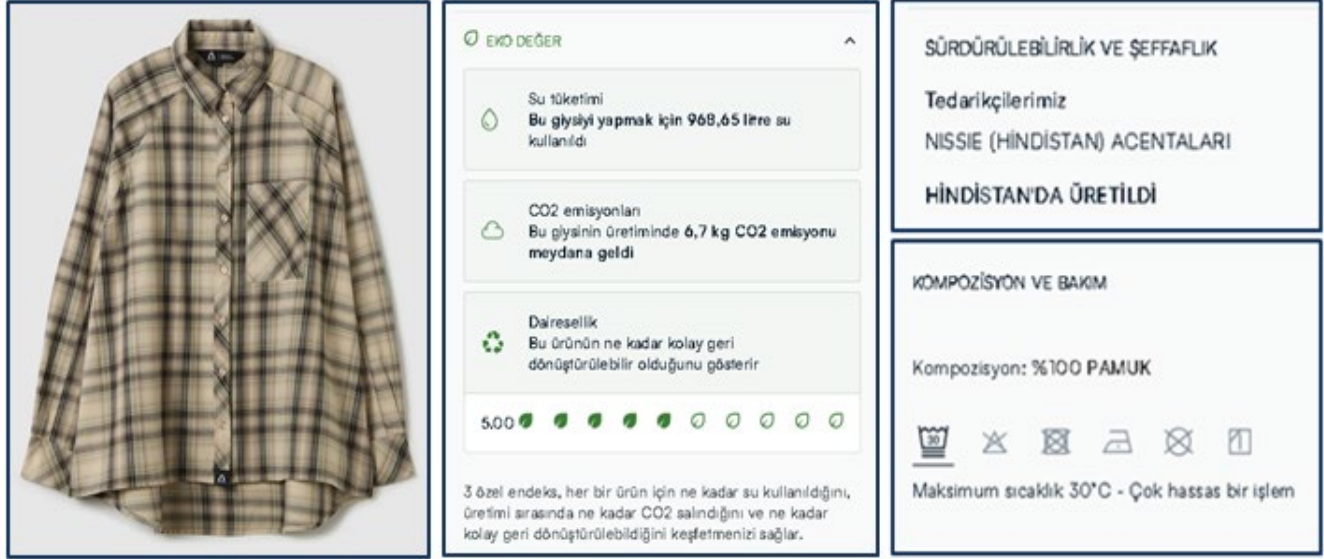 EKO DEĞER
Su tüketimi
Bu giysiyi yapmak için 968,65 litre su
kullanıldı
CO2 emisyonları
Bu giysinin üretiminde 6,7 kg CO2 emisyonu
meydana geldi
Dairesellik
Bu ürünün ne kadar kolay geri
dönüştürülebilir olduğunu gösterir
5.00
3 özel endeks, her bir ürün için ne kadar su kullanıldığını,
üretimi sırasında ne kadar CO2 salındığını ve ne kadar
kolay geri dönüştürülebildiğini keşfetmenizi sağlar.
SÜRDÜRÜLEBİLİRLİK VE ŞEFFAFLIK
Tedarikçilerimiz
NISSIE (HİNDİSTAN) ACENTALARI
HİNDİSTAN'DA ÜRETİLDİ
KOMPOZİSYON VE BAKIM
Kompozisyon: %100 PAMUK
30
Maksimum sıcaklık 30°C - Çok hassas bir işlem